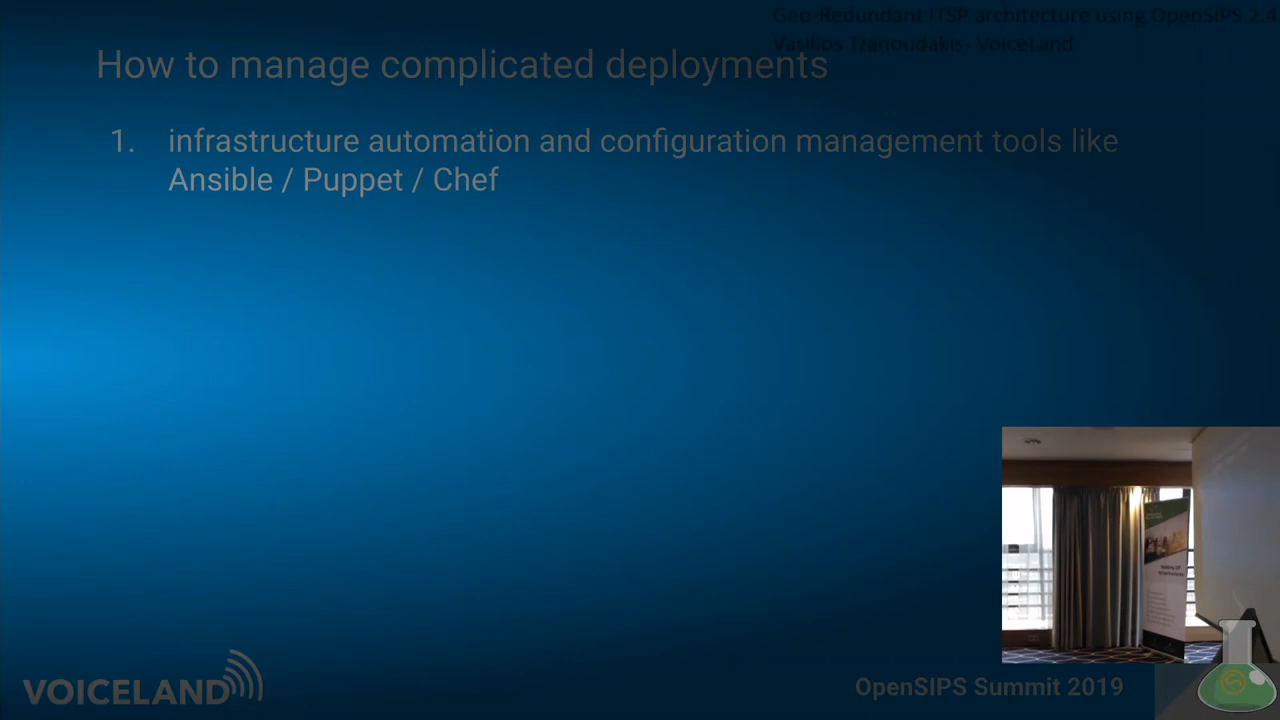 Geo-Redundant ITSP architecture using OpenSIPS 2.4
Vasilios Tzanoudakis- VoiceLand
How to manage complicated deployments
1. infrastructure automation and configuration management tools like
Ansible / Puppet / Chef
VOICELAND
OpenSIPS Summit 2019